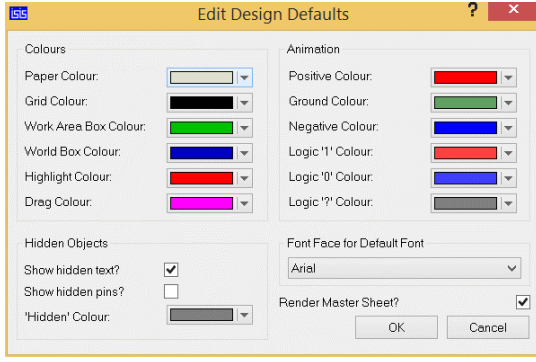 ISIS
Edit Design Defaults
?
Colours
Paper Colour:
Grid Colour:
Work Area Box Colour:
World Box Colour:
Highlight Colour:
Drag Colour:
Animation
Positive Colour:
Ground Colour:
Negative Colour:
Logic '1' Colour:
Logic '0' Colour:
Logic '?' Colour:
Hidden Objects
Show hidden text?
Show hidden pins?
'Hidden' Colour:
Font Face for Default Font
Arial
Render Master Sheet?
OK
Cancel